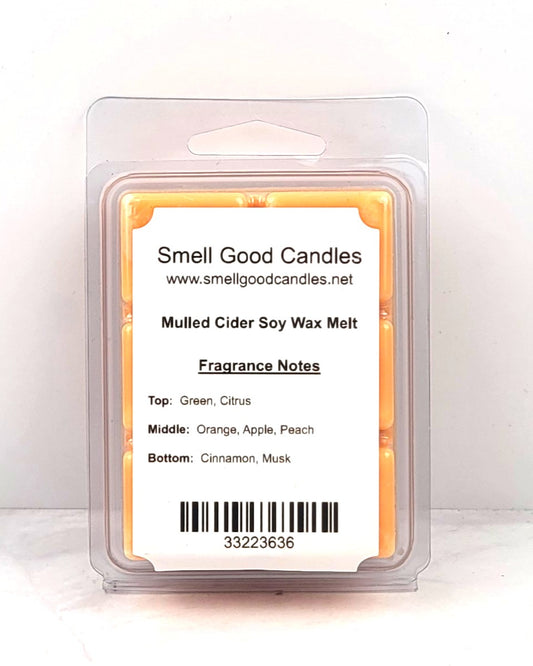 Smell Good Candles
www.smellgoodcandles.net
Mulled Cider Soy Wax Melt
Fragrance Notes
Top: Green, Citrus
Middle: Orange, Apple, Peach
Bottom: Cinnamon, Musk
33223636